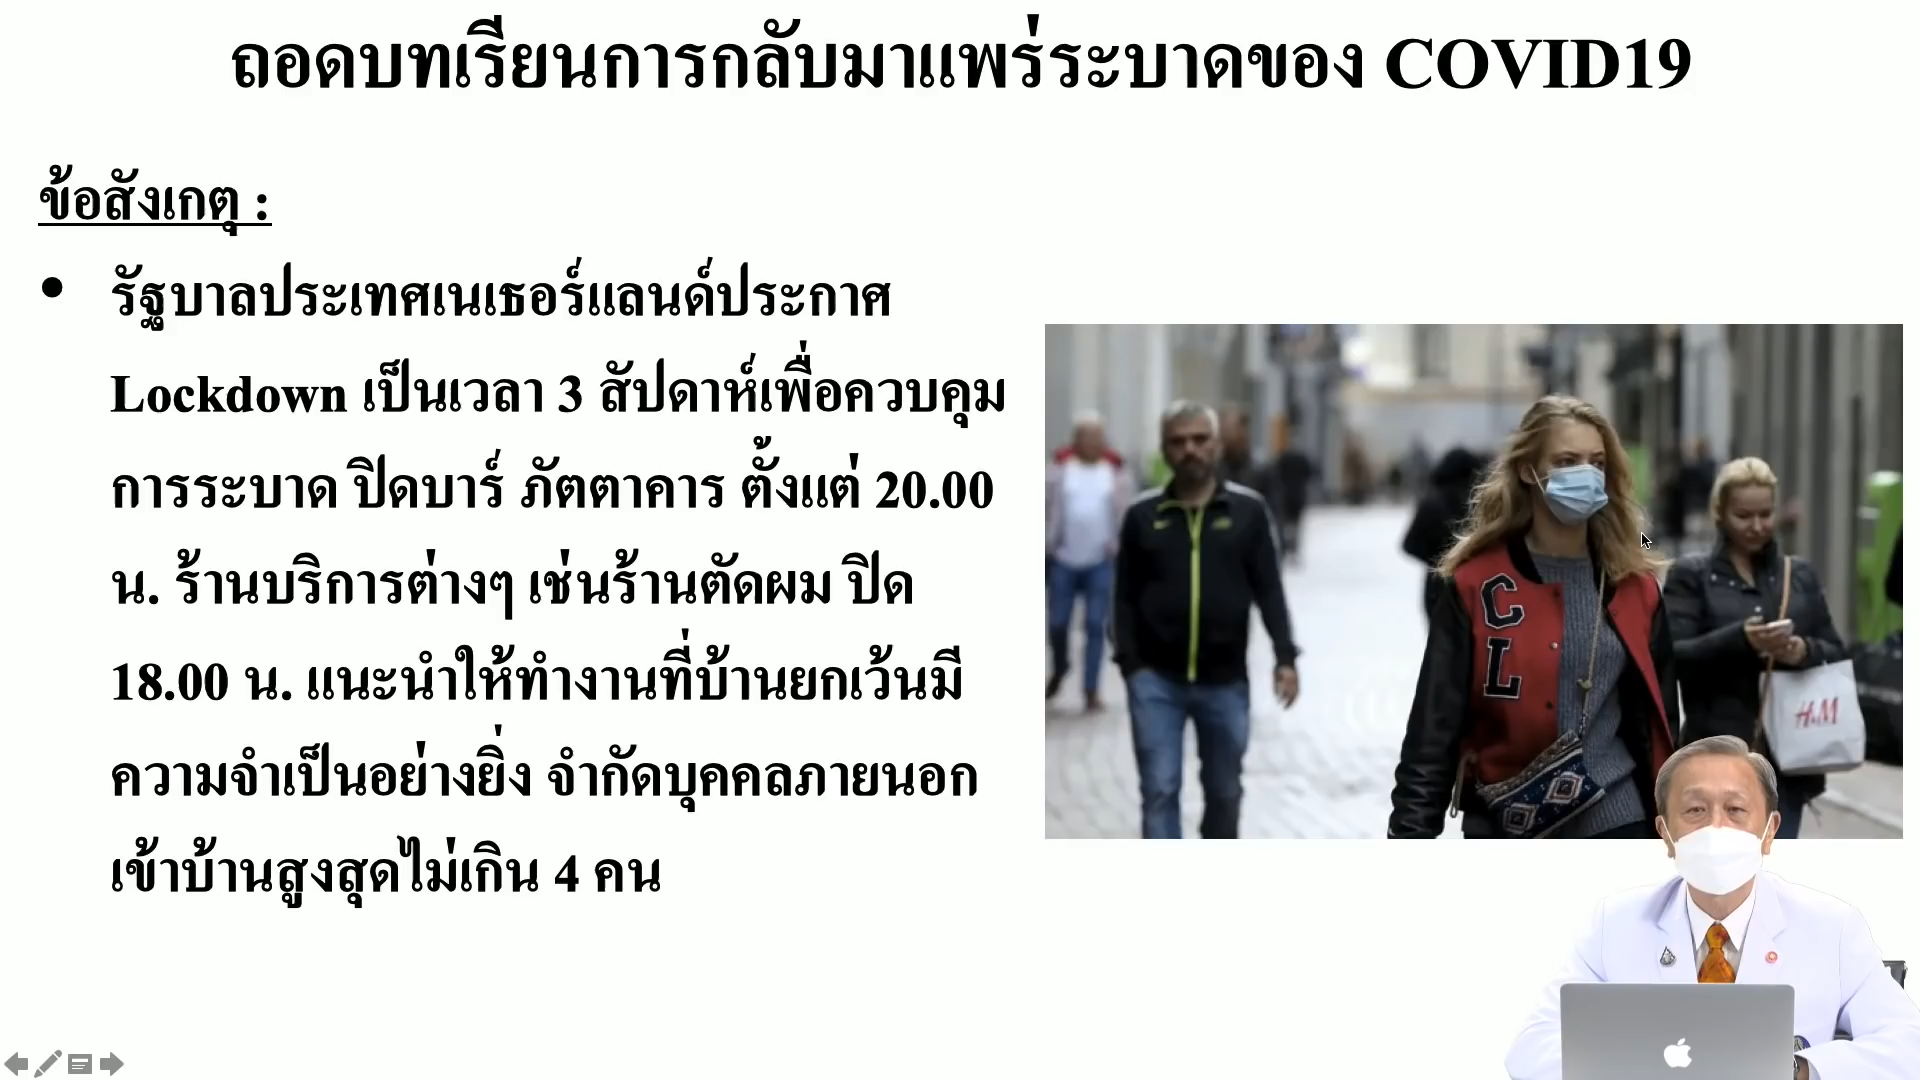 ถอดบทเรียนการกลับมาแพร่ระบาดของ COVID19
ข้อสังเกตุ :
• รัฐบาลประเทศเนเธอร์แลนด์ประกาศ
Lockdown เป็นเวลา 3 สัปดาห์เพื่อควบคุม
การระบาด ปิดบาร์ ภัตตาคาร ตั้งแต่ 20.00
น. ร้านบริการต่างๆ เช่นร้านตัดผม ปิด
18.00 น. แนะนำให้ทำงานที่บ้านยกเว้นมี
ความจำเป็นอย่างยิ่ง จำกัดบุคคลภายนอก
เข้าบ้านสูงสุดไม่เกิน 4 คน
C
L
H&M